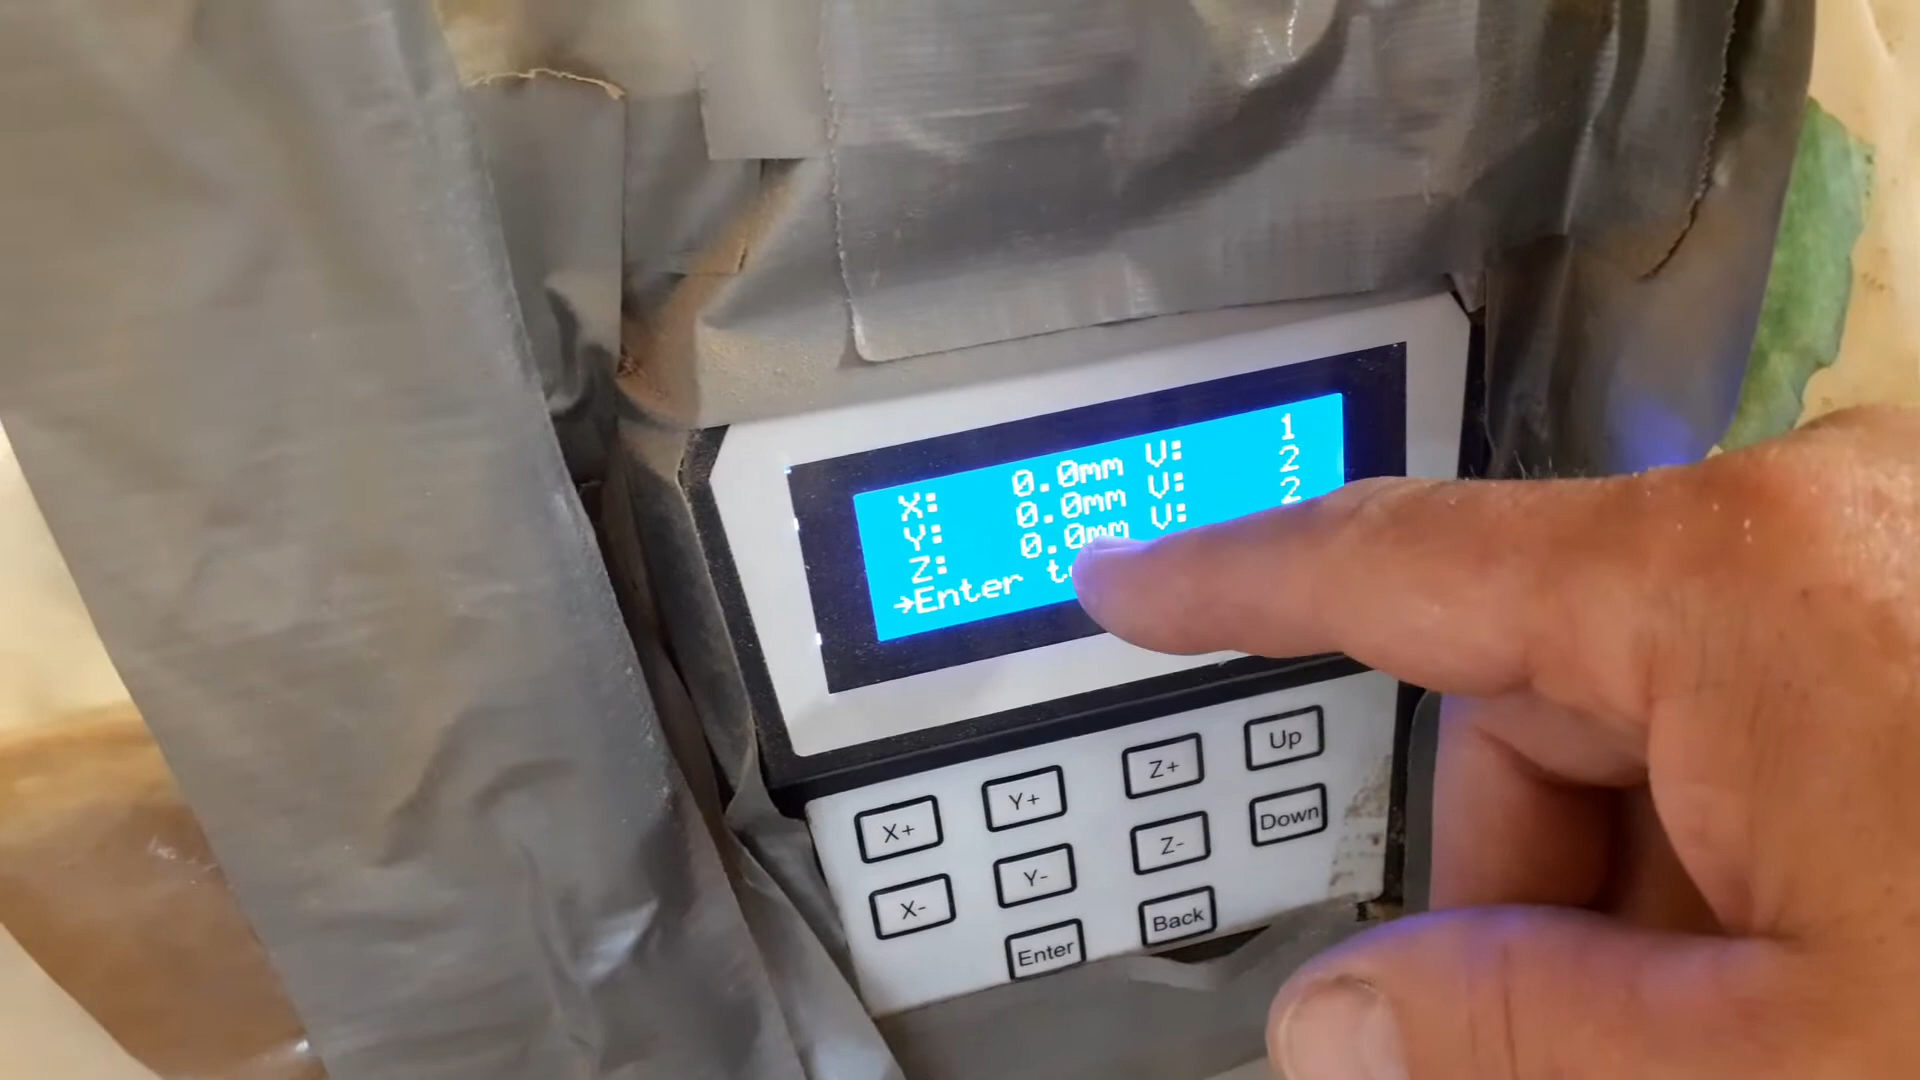 X: 0.0mm V: 1
Y: 0.0mm V: 2
Z: 0.0mm V: 2
→Enter
X+ Y+ Z+ Up
X- Y- Z- Down
Enter Back